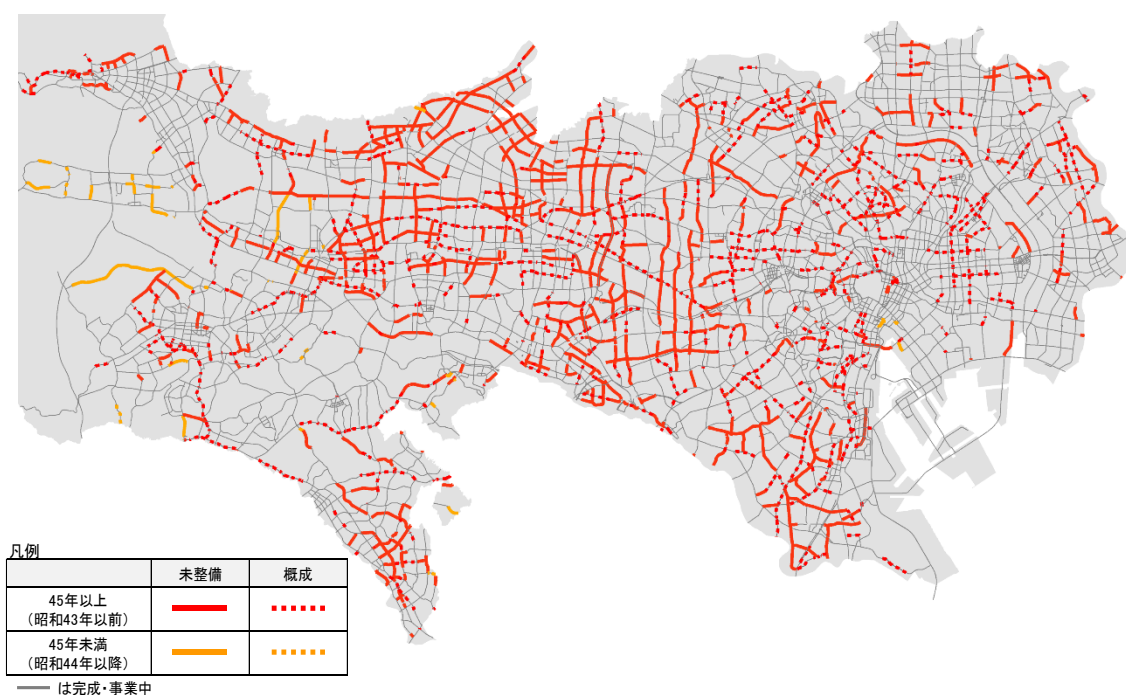 凡例
未整備 概成
45年以上
(昭和43年以前)
45年未満
(昭和44年以降)
は完成・事業中